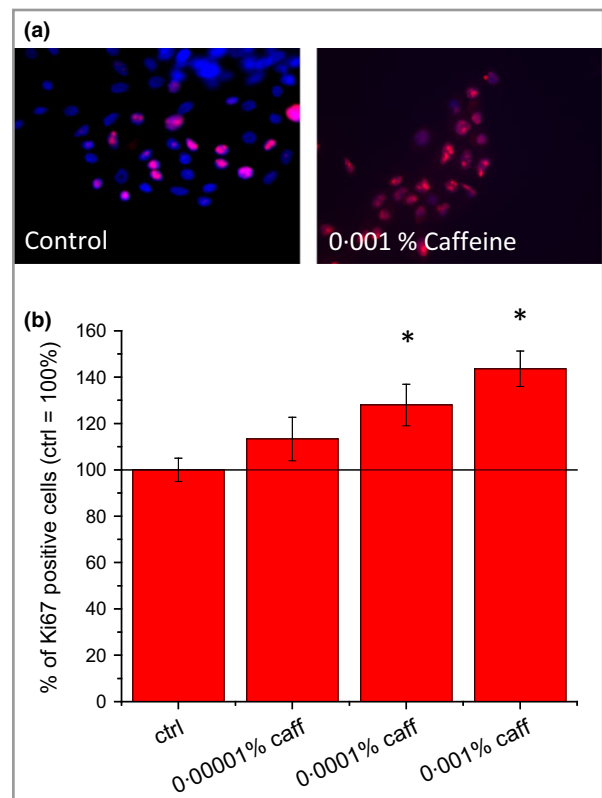 (a)
Control
0·001 % Caffeine
(b)
% of Ki67 positive cells (ctrl = 100%)
160
140
120
100
80
60
40
20
0
*
*
ctrl
0·00001% caff
0·0001% caff
0·001% caff